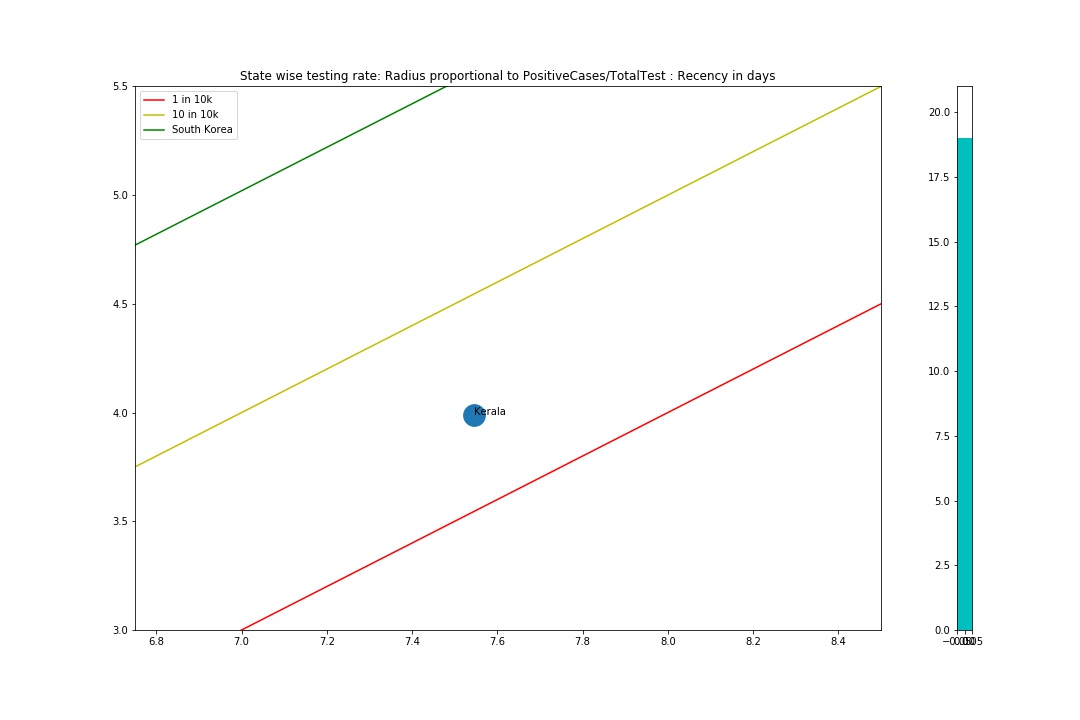 State wise testing rate: Radius proportional to PositiveCases/TotalTest : Recency in days
1 in 10k
10 in 10k
South Korea
5.5
5.0
4.5
4.0
3.5
3.0
Kerala
6.8 7.0 7.2 7.4 7.6 7.8 8.0 8.2 8.4
20.0
17.5
15.0
12.5
10.0
7.5
5.0
2.5
0.0